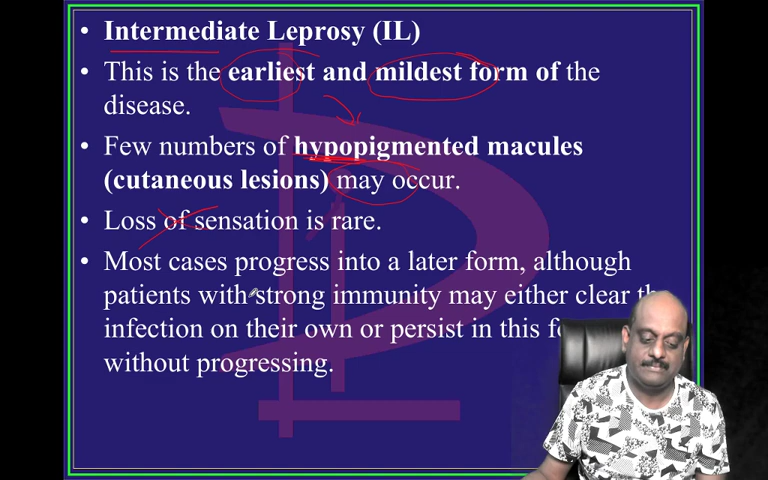 • Intermediate Leprosy (IL)
• This is the earliest and mildest form of the
disease.
• Few numbers of hypopigmented macules
(cutaneous lesions) may occur.
• Loss of sensation is rare.
• Most cases progress into a later form, although
patients with strong immunity may either clear
infection on their own or persist in this
without progressing.